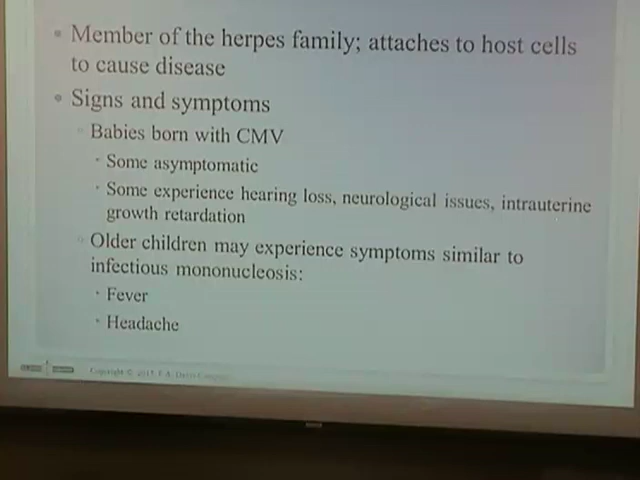 Member of the herpes family; attaches to host cells
to cause disease
Signs and symptoms
Babies born with CMV
Some asymptomatic
Some experience hearing loss, neurological issues, intrauterine
growth retardation
Older children may experience symptoms similar to
infectious mononucleosis:
Fever
Headache
Copyright ©